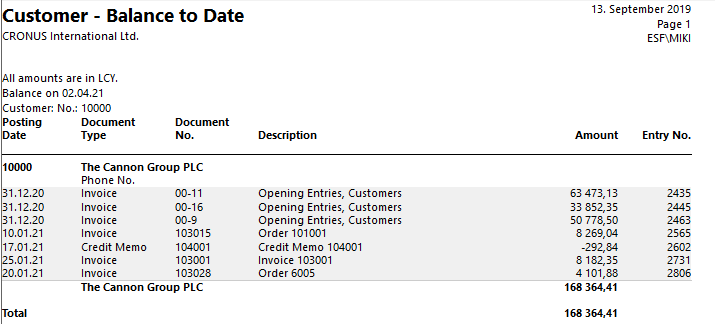 Customer - Balance to Date
13. September 2019
CRONUS International Ltd.
Page 1
ESF\MIKI
All amounts are in LCY.
Balance on 02.04.21
Customer: No.: 10000
Posting Date Document Type Document No. Description Amount Entry No.
10000 The Cannon Group PLC
Phone No.
31.12.20 Invoice 00-11 Opening Entries, Customers 63 473,13 2435
31.12.20 Invoice 00-16 Opening Entries, Customers 33 852,35 2445
31.12.20 Invoice 00-9 Opening Entries, Customers 50 778,50 2463
10.01.21 Invoice 103015 Order 101001 8 269,04 2565
17.01.21 Credit Memo 104001 Credit Memo 104001 -292,84 2602
25.01.21 Invoice 103001 Invoice 103001 8 182,35 2731
20.01.21 Invoice 103028 Order 6005 4 101,88 2806
The Cannon Group PLC 168 364,41
Total 168 364,41